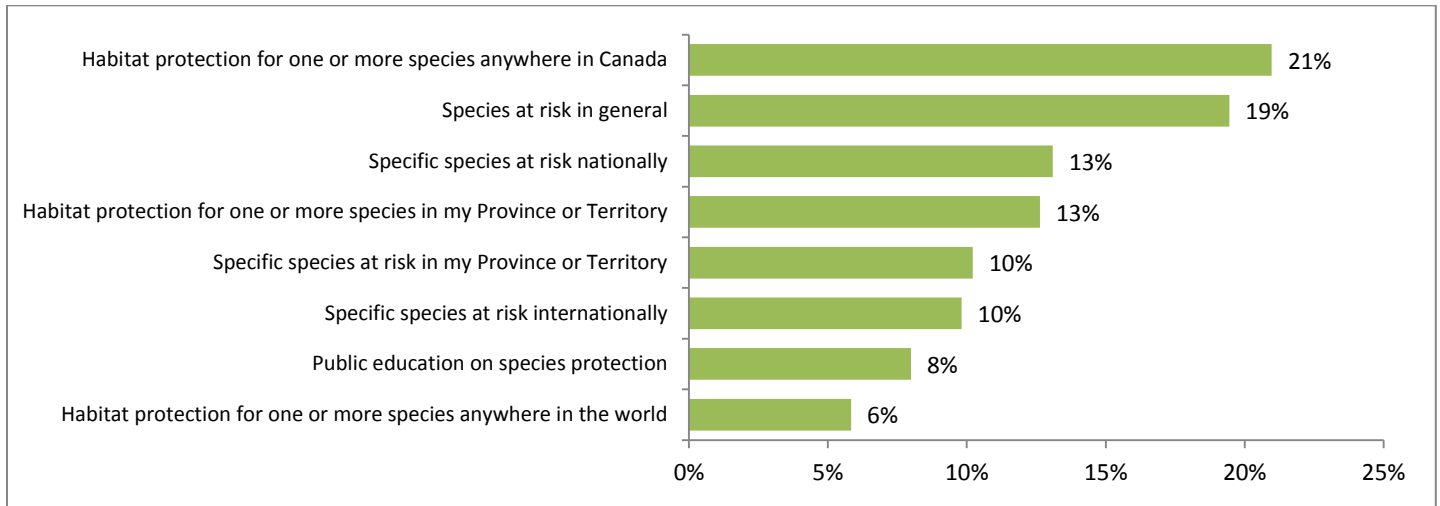 Habitat protection for one or more species anywhere in Canada 21%
Species at risk in general 19%
Specific species at risk nationally 13%
Habitat protection for one or more species in my Province or Territory 13%
Specific species at risk in my Province or Territory 10%
Specific species at risk internationally 10%
Public education on species protection 8%
Habitat protection for one or more species anywhere in the world 6%
0% 5% 10% 15% 20% 25%